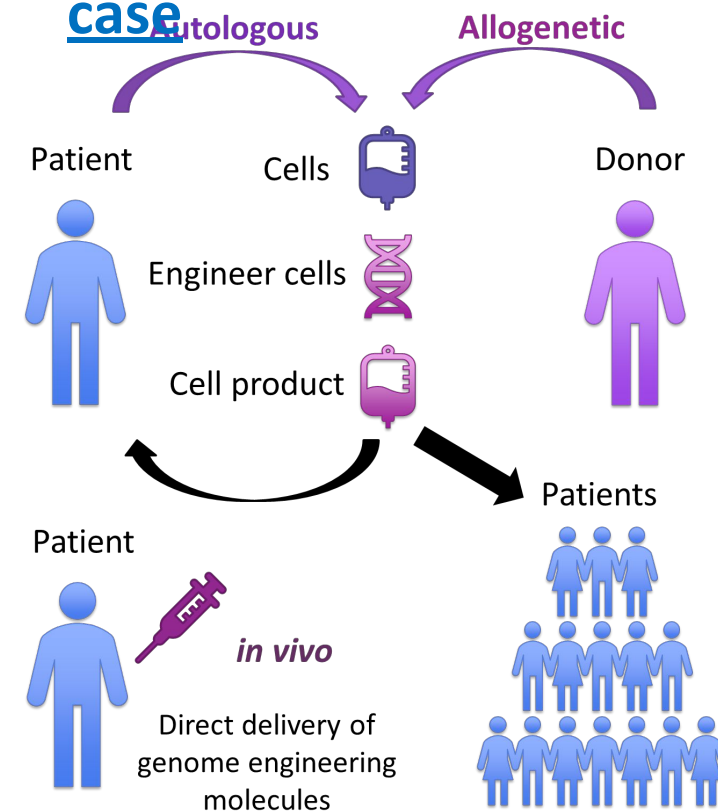 case
Autologous
Allogenetic
Patient
Cells
Donor
Engineer cells
Cell product
Patients
Patient
in vivo
Direct delivery of
genome engineering
molecules